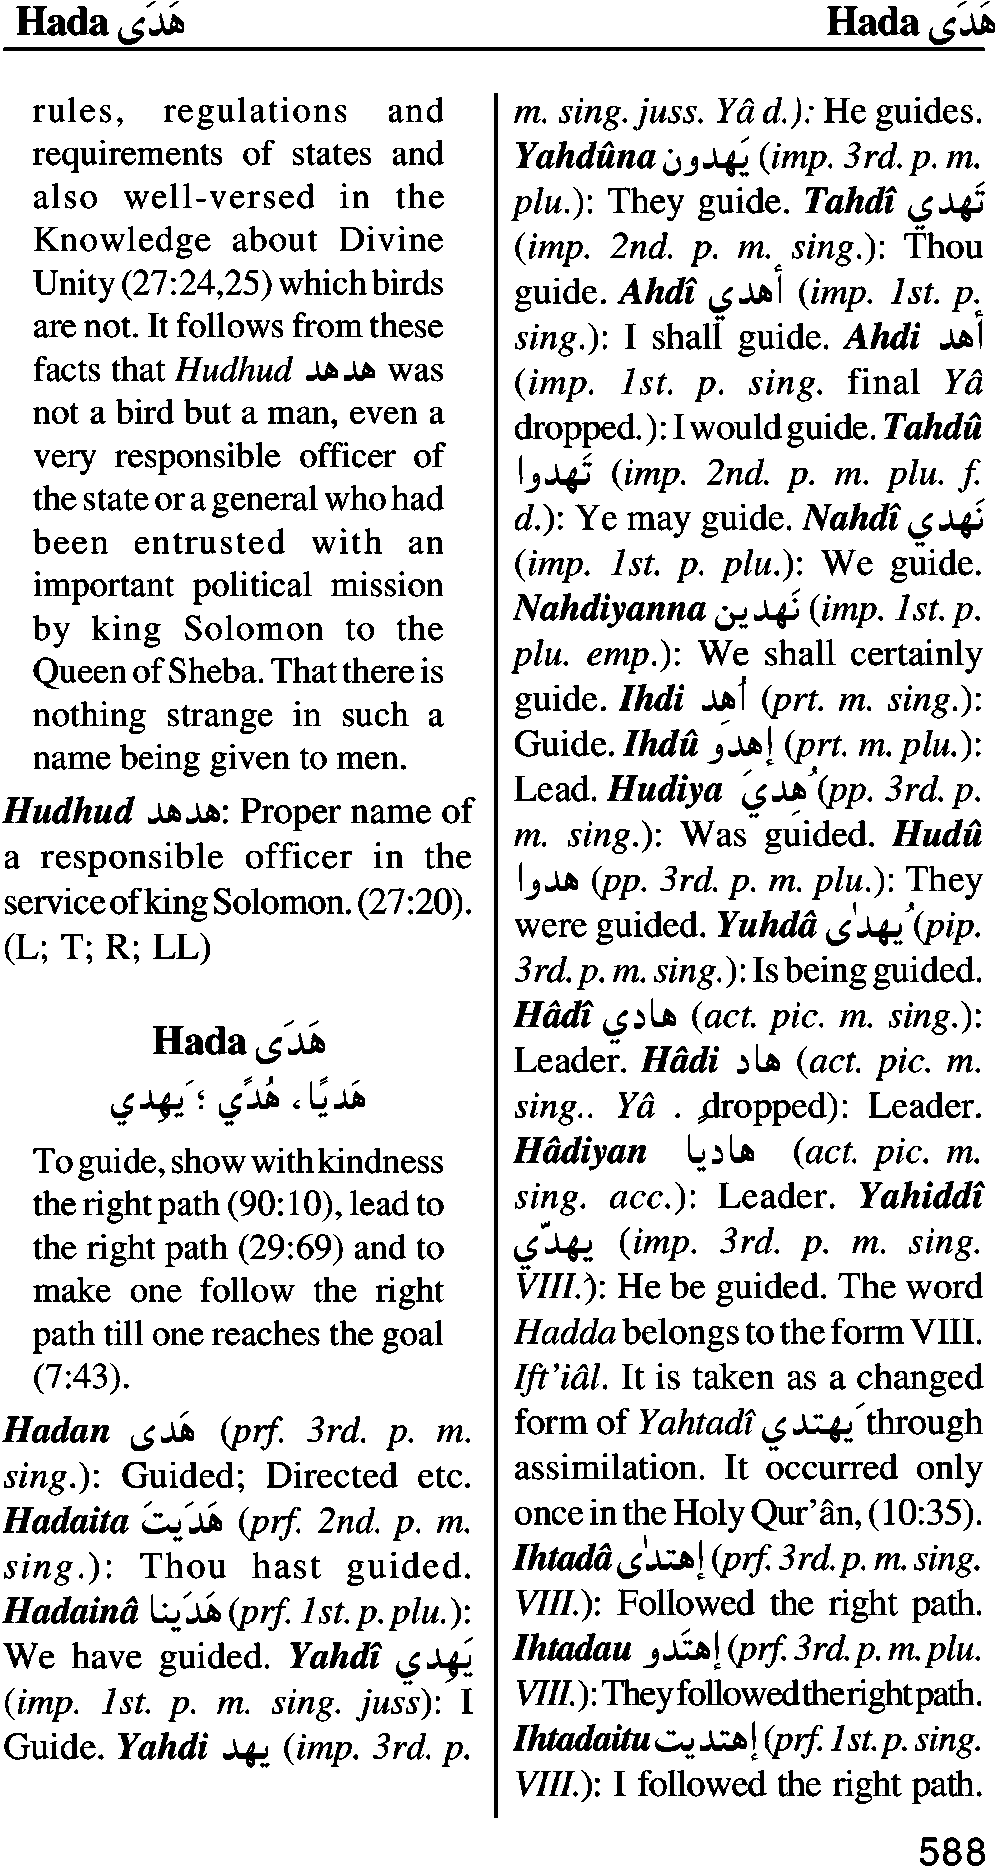 Hada هَدَى
Hada هَدَى
rules, regulations and
requirements of states and
also well-versed in the
Knowledge about Divine
Unity (27:24,25) which birds
are not. It follows from these
facts that Hudhud هدهد was
not a bird but a man, even a
very responsible officer of
the state or a general who had
been entrusted with an
important political mission
by king Solomon to the
Queen of Sheba. That there is
nothing strange in such a
name being given to men.
Hudhud هدهد: Proper name of
a responsible officer in the
service of king Solomon. (27:20).
(L; T; R; LL)
Hada هَدَى
هَديًا، هُدًي ؛ يَهدي
To guide, show with kindness
the right path (90:10), lead to
the right path (29:69) and to
make one follow the right
path till one reaches the goal
(7:43).
Hadan هَدى (prf. 3rd. p. m.
sing.): Guided; Directed etc.
Hadaita هَدَيتَ (prf. 2nd. p. m.
sing.): Thou hast guided.
Hadainâ هَدَينا (prf. 1st. p. plu.):
We have guided. Yahdî يَهدِي
(imp. 1st. p. m. sing. juss): I
Guide. Yahdi يهد (imp. 3rd. p.
m. sing. juss. Yâ d.): He guides.
Yahdûna يَهدون (imp. 3rd. p. m.
plu.): They guide. Tahdî تَهدي
(imp. 2nd. p. m. sing.): Thou
guide. Ahdî أهدي (imp. 1st. p.
sing.): I shall guide. Ahdi أهد
(imp. 1st. p. sing. final Yâ
dropped.): I would guide. Tahdû
تَهدوا (imp. 2nd. p. m. plu. f.
d.): Ye may guide. Nahdî نَهدي
(imp. 1st. p. plu.): We guide.
Nahdiyanna نَهدين (imp. 1st. p.
plu. emp.): We shall certainly
guide. Ihdi أهد (prt. m. sing.):
Guide. Ihdû إهدَو (prt. m. plu.):
Lead. Hudiya هُدِيَ (pp. 3rd. p.
m. sing.): Was guided. Hudû
هدوا (pp. 3rd. p. m. plu.): They
were guided. Yuhdâ يُهدٰى (pip.
3rd. p. m. sing.): Is being guided.
Hâdî هادي (act. pic. m. sing.):
Leader. Hâdi هاد (act. pic. m.
sing.. Yâ . dropped): Leader.
Hâdiyan هاديا (act. pic. m.
sing. acc.): Leader. Yahiddî
يهدّي (imp. 3rd. p. m. sing.
VIII.): He be guided. The word
Hadda belongs to the form VIII.
Ift’iâl. It is taken as a changed
form of Yahtadî يَهتدي through
assimilation. It occurred only
once in the Holy Qur’ân, (10:35).
Ihtadâ إهتدٰى (prf. 3rd. p. m. sing.
VIII.): Followed the right path.
Ihtadau إهتَدو (prf. 3rd. p. m. plu.
VIII.): They followed the right path.
Ihtadaitu إهتديت (prf. 1st. p. sing.
VIII.): I followed the right path.
588